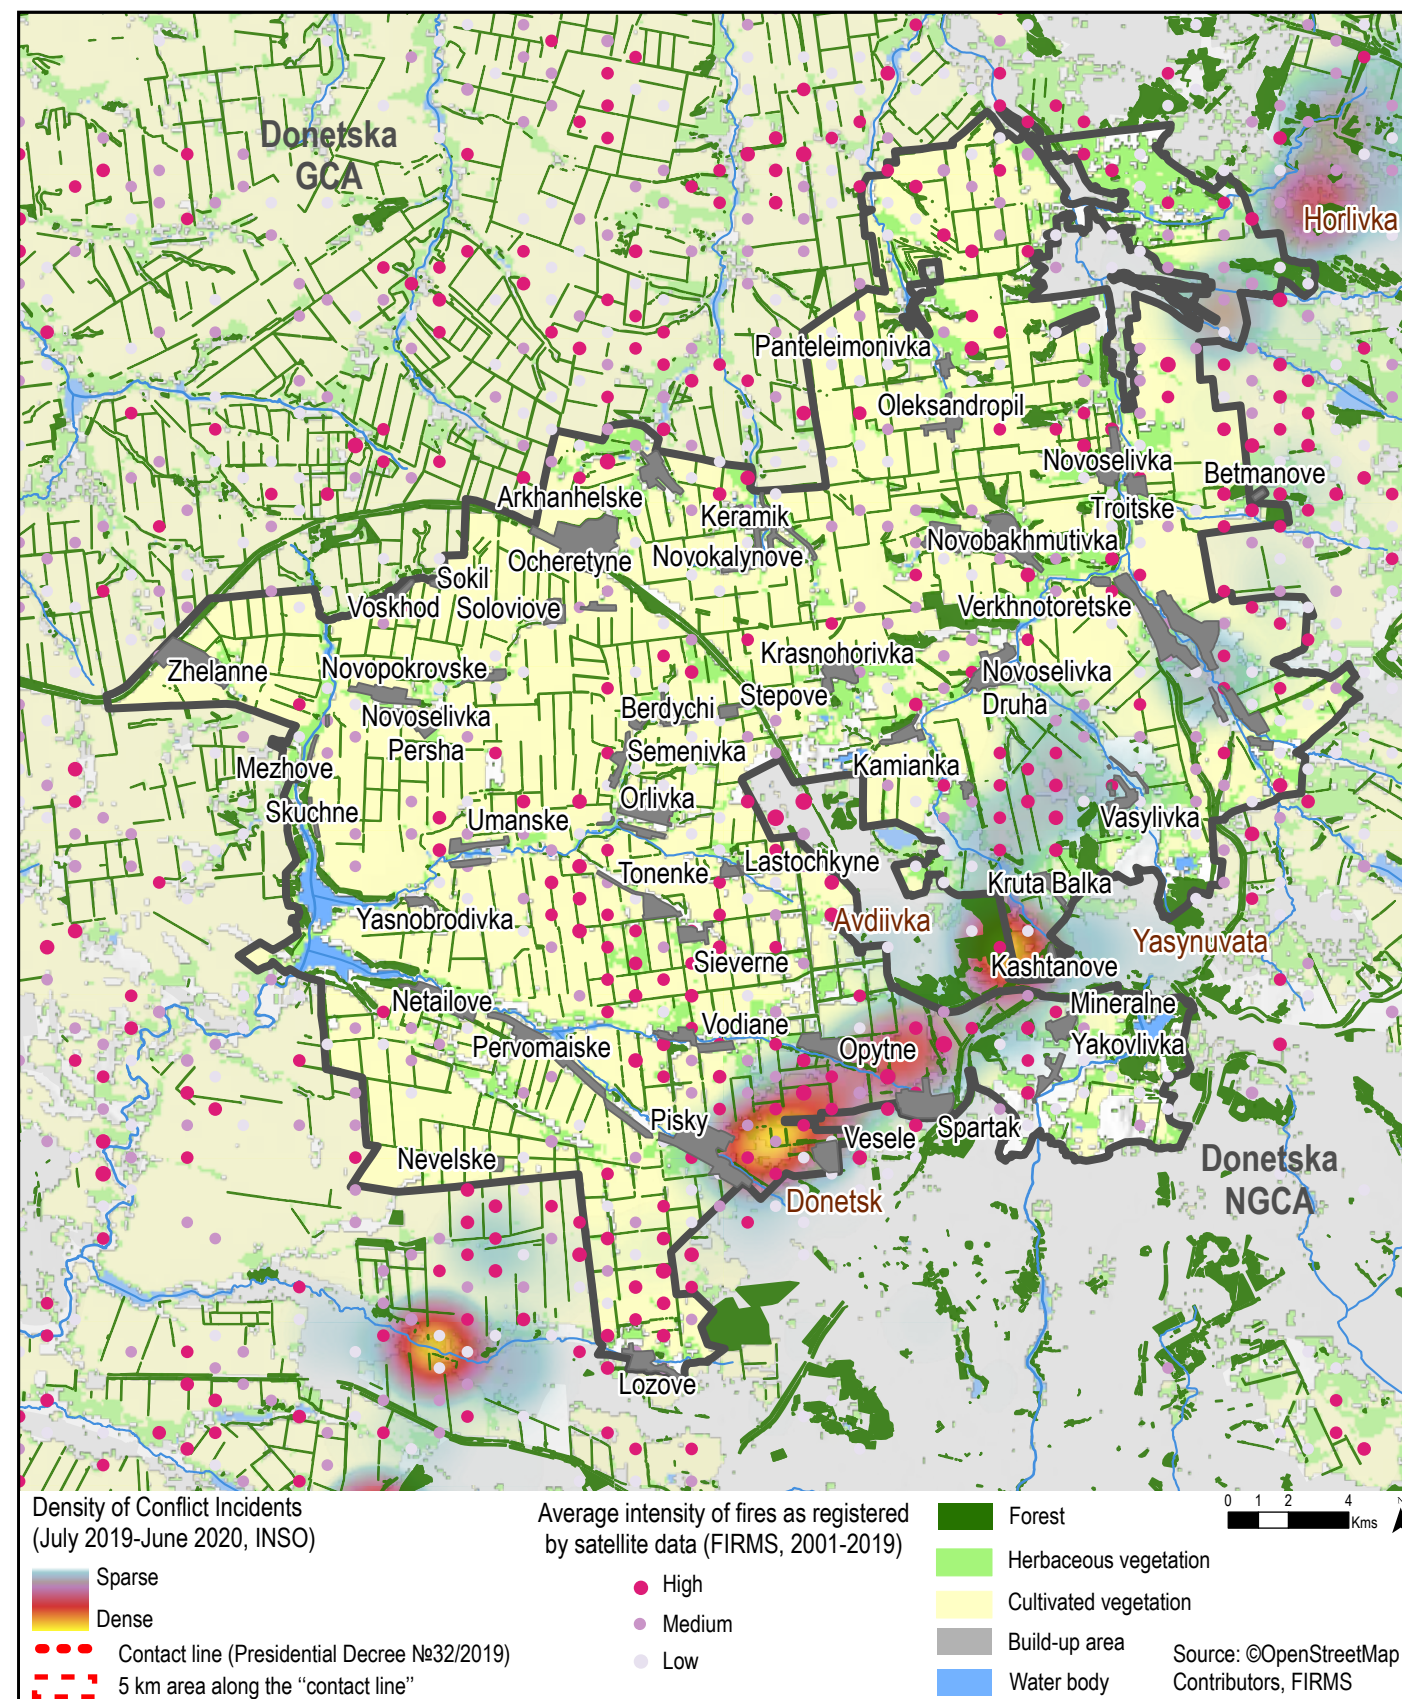 Donetska
GCA
Horlivka
Panteleimonivka
Oleksandropil
Novoselivka
Betmanove
Arkhanhelske
Keramik
Troitske
Ocheretyne
Novokalynove
Novobakhmutivka
Sokil
Voskhod
Soloviove
Verkhnotoretske
Zhelanne
Novopokrovske
Krasnohorivka
Novoselivka
Druha
Stepove
Berdychi
Novoselivka
Persha
Semenivka
Mezhove
Kamianka
Skuchne
Orlivka
Umanske
Vasylivka
Tonenke
Lastochkyne
Kruta Balka
Yasnobrodivka
Avdiivka
Yasynuvata
Sieverne
Kashtanove
Netailove
Mineralne
Vodiane
Pervomaiske
Opytne
Yakovlivka
Pisky
Vesele
Spartak
Nevelske
Donetska
NGCA
Donetsk
Lozove
Density of Conflict Incidents
(July 2019-June 2020, INSO)
Sparse
Dense
Contact line (Presidential Decree №32/2019)
5 km area along the “contact line”
Average intensity of fires as registered
by satellite data (FIRMS, 2001-2019)
High
Medium
Low
Forest
Herbaceous vegetation
Cultivated vegetation
Build-up area
Water body
0 1 2 4
Kms
Source: ©OpenStreetMap
Contributors, FIRMS